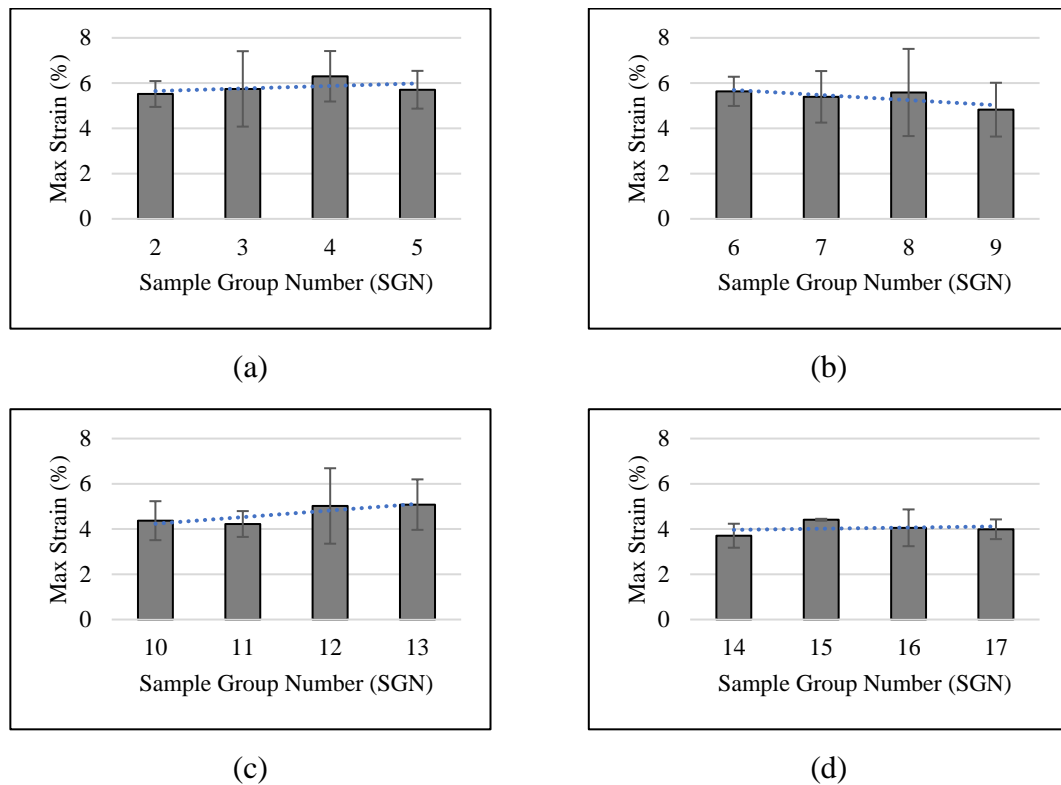 8
6
4
2
0
Max Strain (%)
2 3 4 5
Sample Group Number (SGN)
(a)
8
6
4
2
0
Max Strain (%)
6 7 8 9
Sample Group Number (SGN)
(b)
8
6
4
2
0
Max Strain (%)
10 11 12 13
Sample Group Number (SGN)
(c)
8
6
4
2
0
Max Strain (%)
14 15 16 17
Sample Group Number (SGN)
(d)